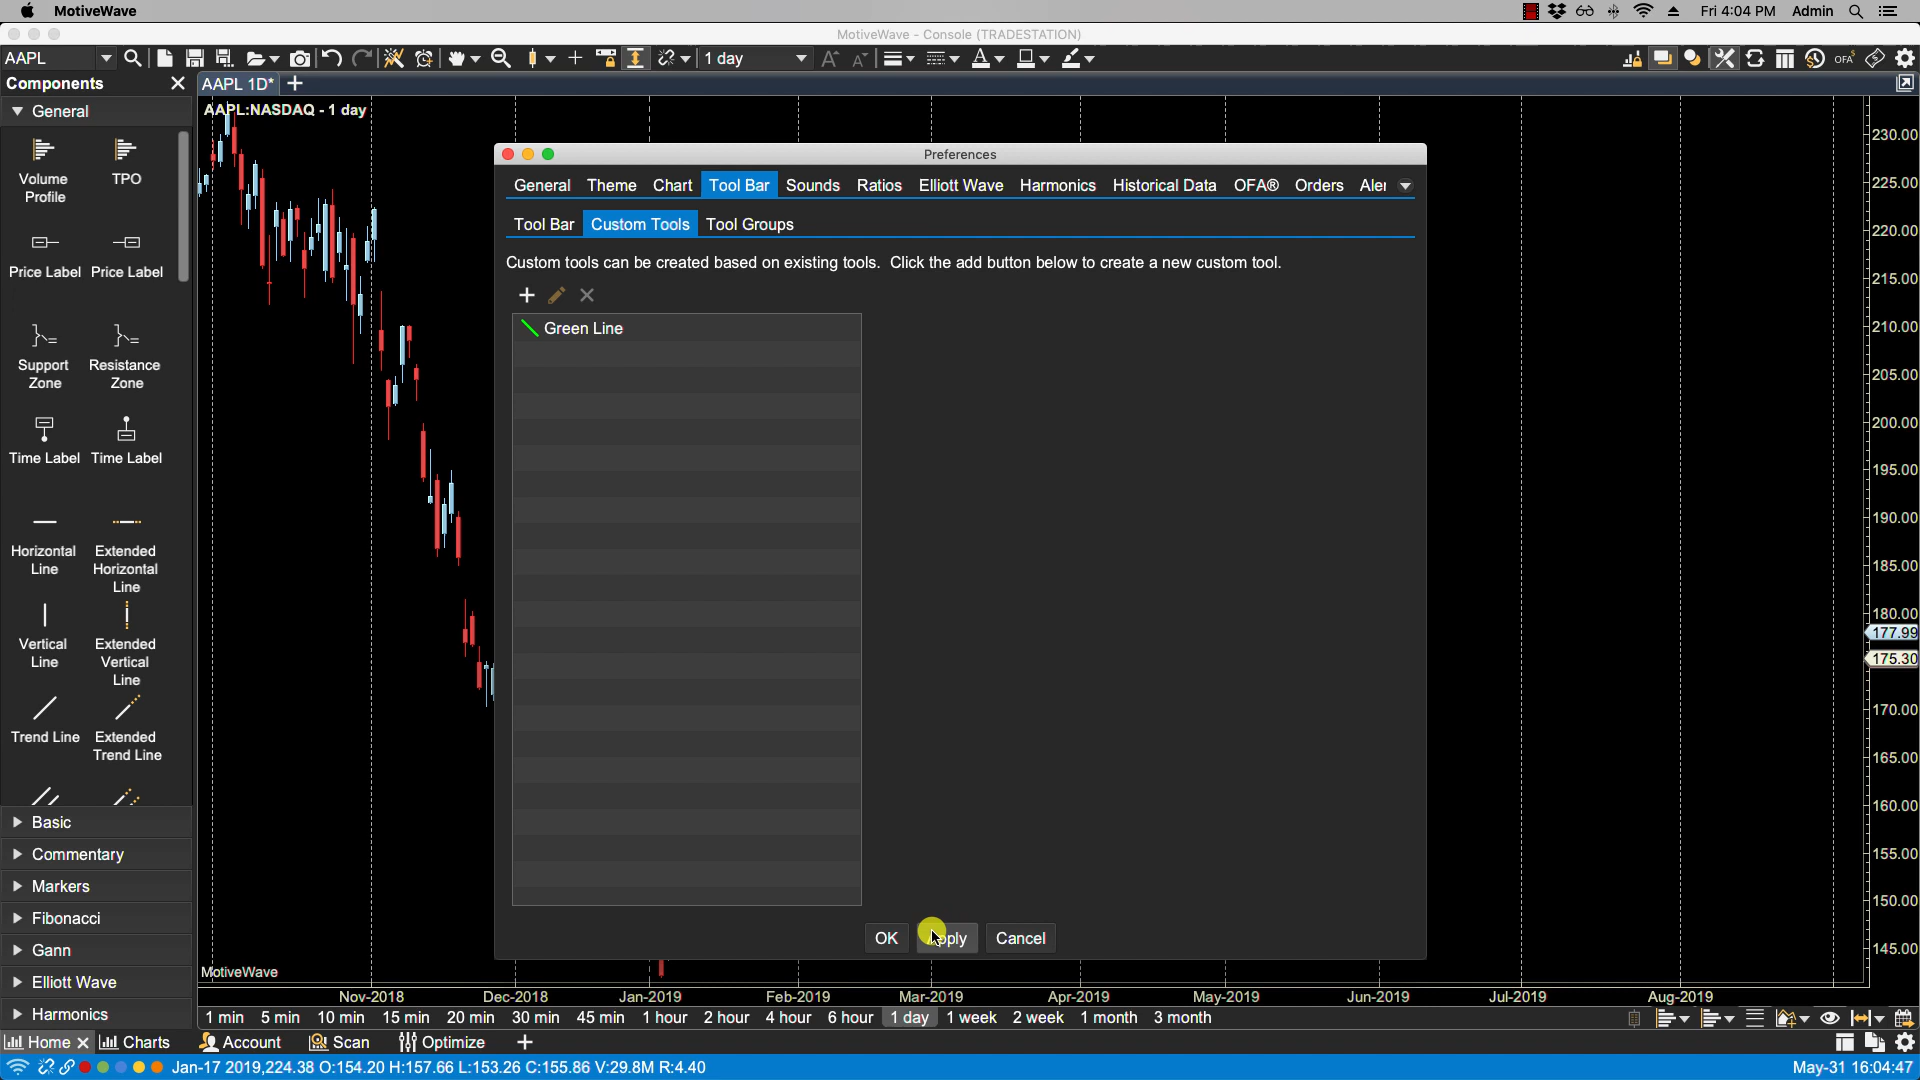 MotiveWave
Fri 4:04 PM Admin
MotiveWave - Console (TRADESTATION)
AAPL
1 day
OFA
Components
AAPL 1D*
General
AAPL:NASDAQ - 1 day
Volume Profile
TPO
Price Label
Price Label
Support Zone
Resistance Zone
Time Label
Time Label
Horizontal Line
Extended Horizontal Line
Vertical Line
Extended Vertical Line
Trend Line
Extended Trend Line
Basic
Commentary
Markers
Fibonacci
Gann
Elliott Wave
Harmonics
Preferences
General Theme Chart Tool Bar Sounds Ratios Elliott Wave Harmonics Historical Data OFA® Orders
Tool Bar Custom Tools Tool Groups
Custom tools can be created based on existing tools. Click the add button below to create a new custom tool.
Green Line
OK Apply Cancel
230.00
225.00
220.00
215.00
210.00
205.00
200.00
195.00
190.00
185.00
180.00
177.99
175.30
170.00
165.00
160.00
155.00
150.00
145.00
MotiveWave
Nov-2018 Dec-2018 Jan-2019 Feb-2019 Mar-2019 Apr-2019 May-2019 Jun-2019 Jul-2019 Aug-2019
1 min 5 min 10 min 15 min 20 min 30 min 45 min 1 hour 2 hour 4 hour 6 hour 1 day 1 week 2 week 1 month 3 month
Home Charts Account Scan Optimize
Jan-17 2019,224.38 O:154.20 H:157.66 L:153.26 C:155.86 V:29.8M R:4.40
May-31 16:04:47